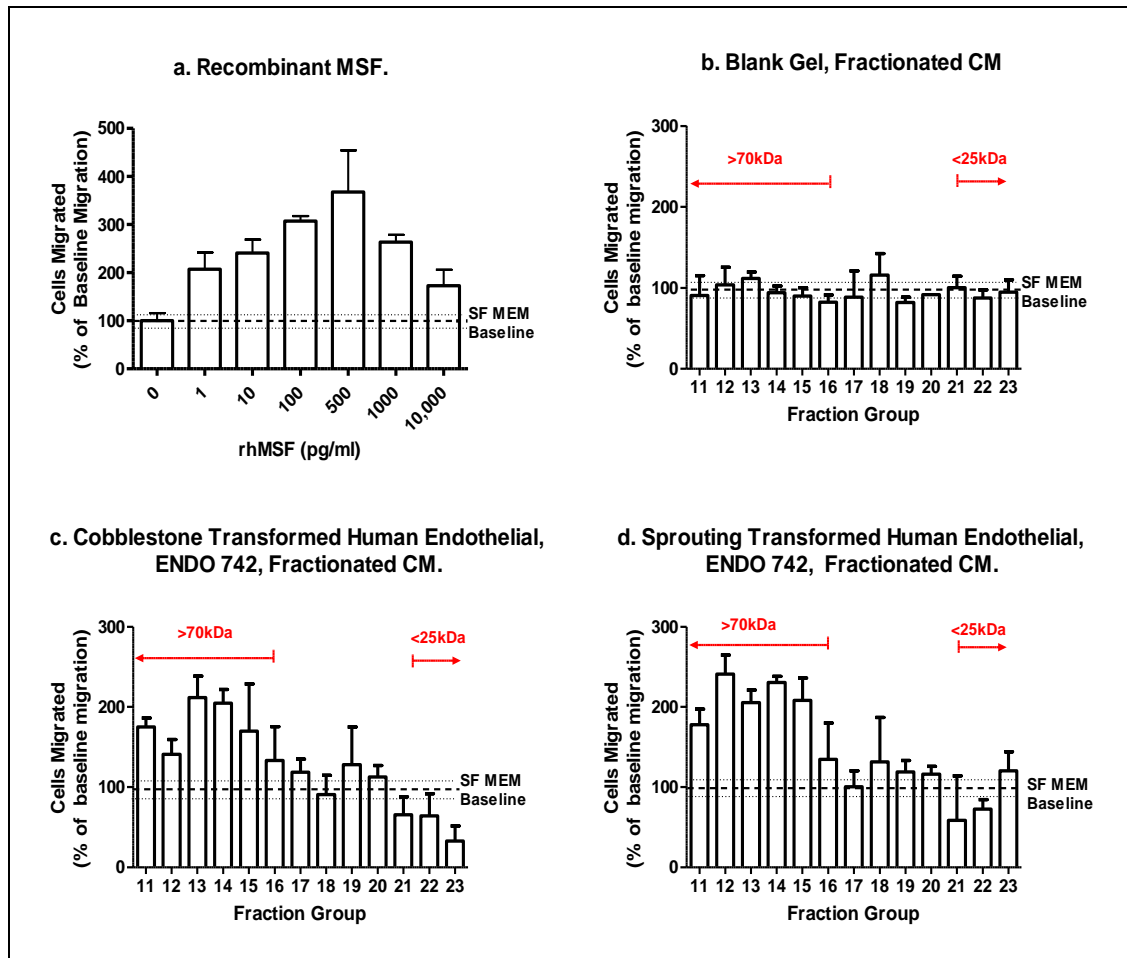 a. Recombinant MSF.
Cells Migrated
(% of Baseline Migration)
500
400
300
200
100
0
SF MEM
Baseline
0
1
10
100
500
1000
10,000
rhMSF (pg/ml)
b. Blank Gel, Fractionated CM
Cells Migrated
(% of baseline migration)
300
200
100
0
>70kDa
<25kDa
SF MEM
Baseline
11 12 13 14 15 16 17 18 19 20 21 22 23
Fraction Group
c. Cobblestone Transformed Human Endothelial,
ENDO 742, Fractionated CM.
Cells Migrated
(% of baseline migration)
300
200
100
0
>70kDa
<25kDa
SF MEM
Baseline
11 12 13 14 15 16 17 18 19 20 21 22 23
Fraction Group
d. Sprouting Transformed Human Endothelial,
ENDO 742, Fractionated CM.
Cells Migrated
(% of baseline migration)
300
200
100
0
>70kDa
<25kDa
SF MEM
Baseline
11 12 13 14 15 16 17 18 19 20 21 22 23
Fraction Group